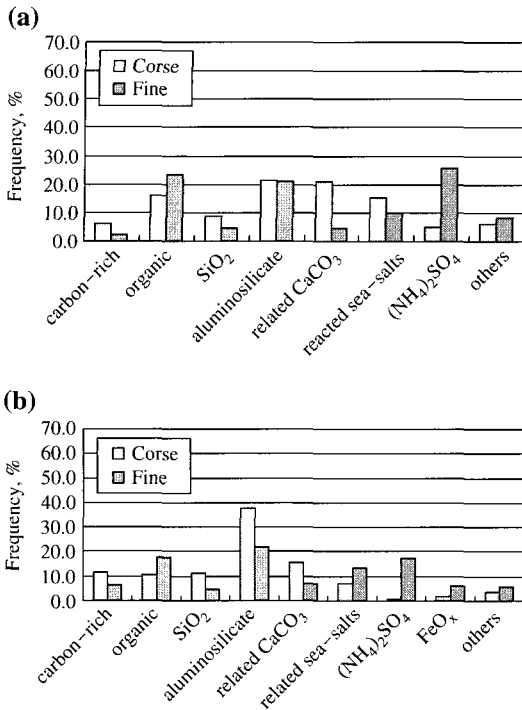 (a)
70.0
60.0
50.0
40.0
30.0
20.0
10.0
0.0
Frequency, %
Corse
Fine
carbon-rich
organic
SiO₂
aluminosilicate
related CaCO₃
reacted sea-salts
(NH₄)₂SO₄
others
(b)
70.0
60.0
50.0
40.0
30.0
20.0
10.0
0.0
Frequency, %
Corse
Fine
carbon-rich
organic
SiO₂
aluminosilicate
related CaCO₃
related sea-salts
(NH₄)₂SO₄
FeOₓ
others